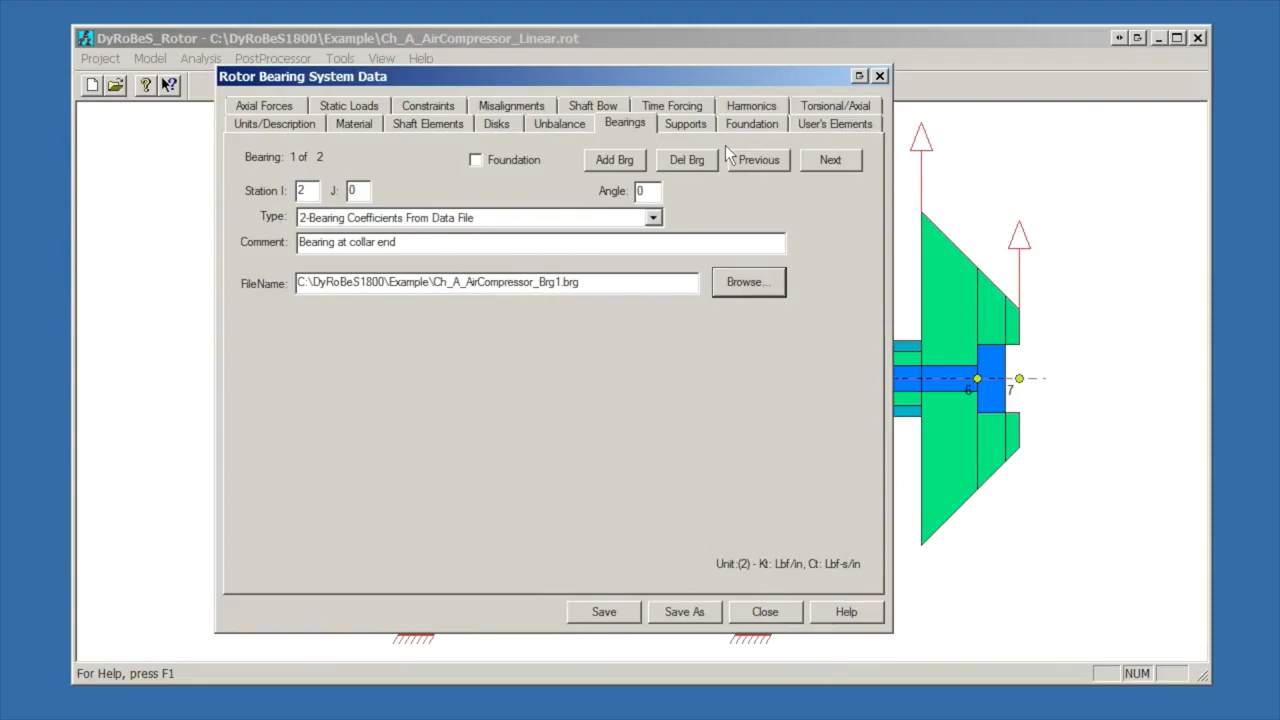 DyRoBeS_Rotor - C:\DyRoBeS1800\Example\Ch_A_AirCompressor_Linear.rot
Project Model Analysis PostProcessor Tools View Help
Rotor Bearing System Data
Axial Forces Static Loads Constraints Misalignments Shaft Bow Time Forcing Harmonics Torsional/Axial
Units/Description Material Shaft Elements Disks Unbalance Bearings Supports Foundation User's Elements
Bearing: 1 of 2 Foundation Add Brg Del Brg Previous Next
Station I: 2 J: 0 Angle: 0
Type: 2-Bearing Coefficients From Data File
Comment: Bearing at collar end
FileName: C:\DyRoBeS1800\Example\Ch_A_AirCompressor_Brg1.brg Browse...
6 7
Unit:(2) - Kt: Lbf/in, Ct: Lbf-s/in
Save Save As Close Help
For Help, press F1 NUM